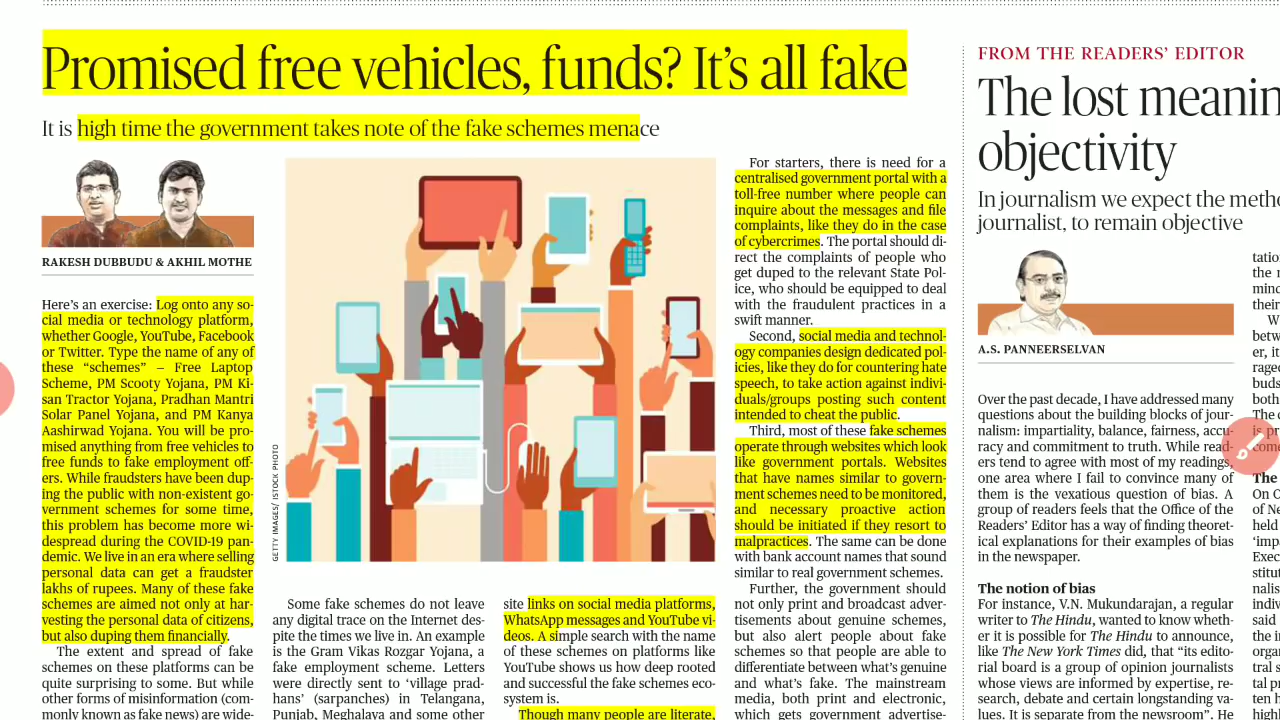 Promised free vehicles, funds? It's all fake
It is high time the government takes note of the fake schemes menace
RAKESH DUBBUDU & AKHIL MOTHE
Here's an exercise: Log onto any so-
cial media or technology platform,
whether Google, YouTube, Facebook
or Twitter. Type the name of any of
these “schemes” – Free Laptop
Scheme, PM Scooty Yojana, PM Ki-
san Tractor Yojana, Pradhan Mantri
Solar Panel Yojana, and PM Kanya
Aashirwad Yojana. You will be pro-
mised anything from free vehicles to
free funds to fake employment off-
ers. While fraudsters have been dup-
ing the public with non-existent go-
vernment schemes for some time,
this problem has become more wi-
despread during the COVID-19 pan-
demic. We live in an era where selling
personal data can get a fraudster
lakhs of rupees. Many of these fake
schemes are aimed not only at har-
vesting the personal data of citizens,
but also duping them financially.
The extent and spread of fake
schemes on these platforms can be
quite surprising to some. But while
other forms of misinformation (com-
monly known as fake news) are wide-
GETTY IMAGES/ ISTOCK PHOTO
Some fake schemes do not leave
any digital trace on the Internet des-
pite the times we live in. An example
is the Gram Vikas Rozgar Yojana, a
fake employment scheme. Letters
were directly sent to ‘village prad-
hans’ (sarpanches) in Telangana,
Punjab, Meghalaya and some other
site links on social media platforms,
WhatsApp messages and YouTube vi-
deos. A simple search with the name
of these schemes on platforms like
YouTube shows us how deep rooted
and successful the fake schemes eco-
system is.
Though many people are literate,
For starters, there is need for a
centralised government portal with a
toll-free number where people can
inquire about the messages and file
complaints, like they do in the case
of cybercrimes. The portal should di-
rect the complaints of people who
get duped to the relevant State Pol-
ice, who should be equipped to deal
with the fraudulent practices in a
swift manner.
Second, social media and technol-
ogy companies design dedicated pol-
icies, like they do for countering hate
speech, to take action against indivi-
duals/groups posting such content
intended to cheat the public.
Third, most of these fake schemes
operate through websites which look
like government portals. Websites
that have names similar to govern-
ment schemes need to be monitored,
and necessary proactive action
should be initiated if they resort to
malpractices. The same can be done
with bank account names that sound
similar to real government schemes.
Further, the government should
not only print and broadcast adver-
tisements about genuine schemes,
but also alert people about fake
schemes so that people are able to
differentiate between what's genuine
and what's fake. The mainstream
media, both print and electronic,
which gets government advertise-
FROM THE READERS' EDITOR
The lost meanin
objectivity
In journalism we expect the metho
journalist, to remain objective
A.S. PANNEERSELVAN
Over the past decade, I have addressed many
questions about the building blocks of jour-
nalism: impartiality, balance, fairness, accu-
racy and commitment to truth. While read-
ers tend to agree with most of my readings,
one area where I fail to convince many of
them is the vexatious question of bias. A
group of readers feels that the Office of the
Readers' Editor has a way of finding theoret-
ical explanations for their examples of bias
in the newspaper.
The notion of bias
For instance, V.N. Mukundarajan, a regular
writer to The Hindu, wanted to know wheth-
er it is possible for The Hindu to announce,
like The New York Times did, that “its edito-
rial board is a group of opinion journalists
whose views are informed by expertise, re-
search, debate and certain longstanding va-
lues. It is separate from the newsroom”. He